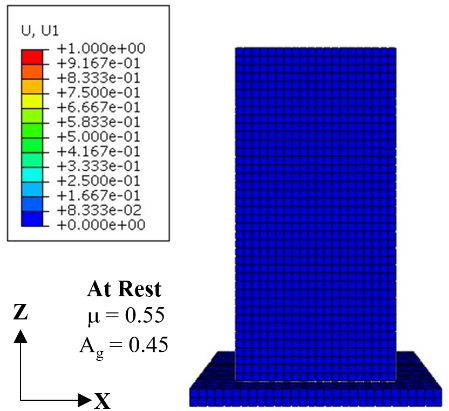 U, U1
+1.000e+00
+9.167e-01
+8.333e-01
+7.500e-01
+6.667e-01
+5.833e-01
+5.000e-01
+4.167e-01
+3.333e-01
+2.500e-01
+1.667e-01
+8.333e-02
+0.000e+00
At Rest
μ = 0.55
Ag = 0.45
Z
X